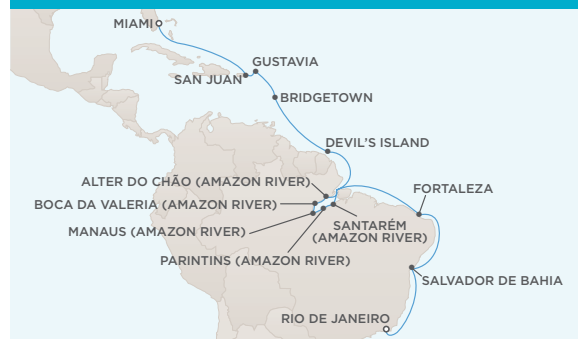 MIAMI
GUSTAVIA
SAN JUAN
BRIDGETOWN
DEVIL'S ISLAND
ALTER DO CHÃO (AMAZON RIVER)
FORTALEZA
BOCA DA VALERIA (AMAZON RIVER)
SANTARÉM
(AMAZON RIVER)
MANAUS (AMAZON RIVER)
PARINTINS (AMAZON RIVER)
SALVADOR DE BAHIA
RIO DE JANEIRO